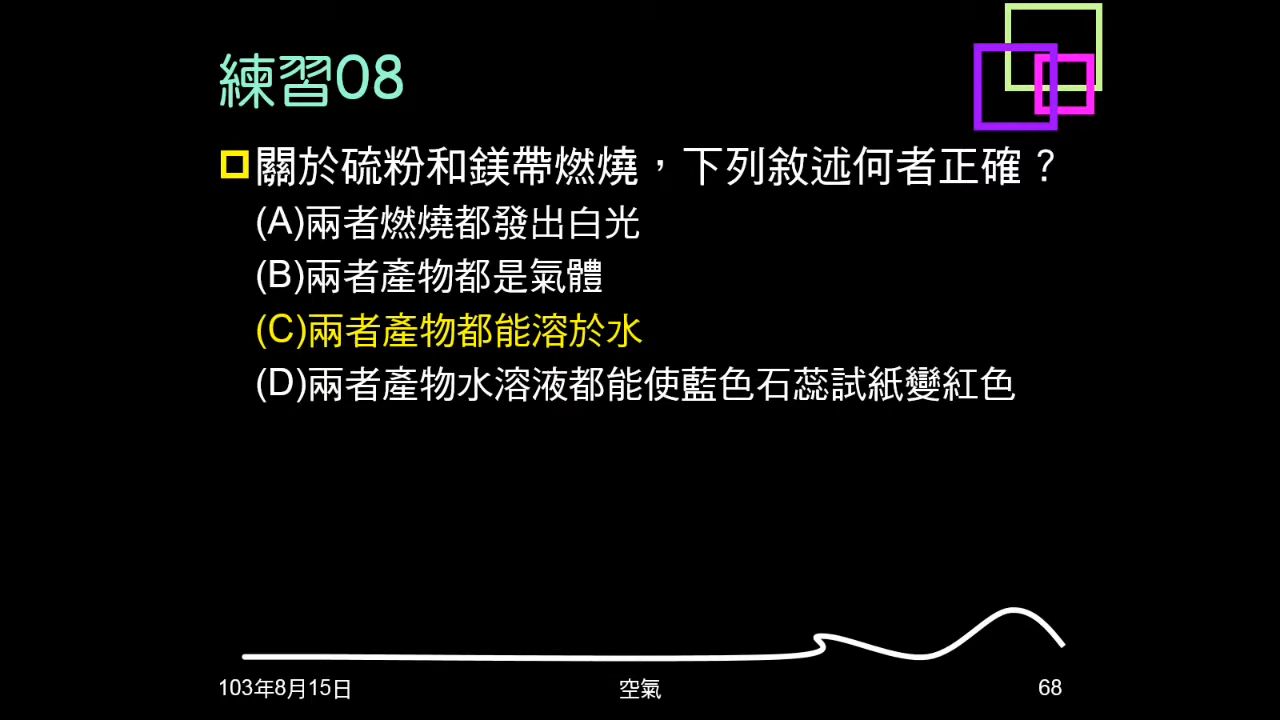 練習08
關於硫粉和鎂帶燃燒，下列敘述何者正確？
(A)兩者燃燒都發出白光
(B)兩者產物都是氣體
(C)兩者產物都能溶於水
(D)兩者產物水溶液都能使藍色石蕊試紙變紅色
103年8月15日
空氣
68